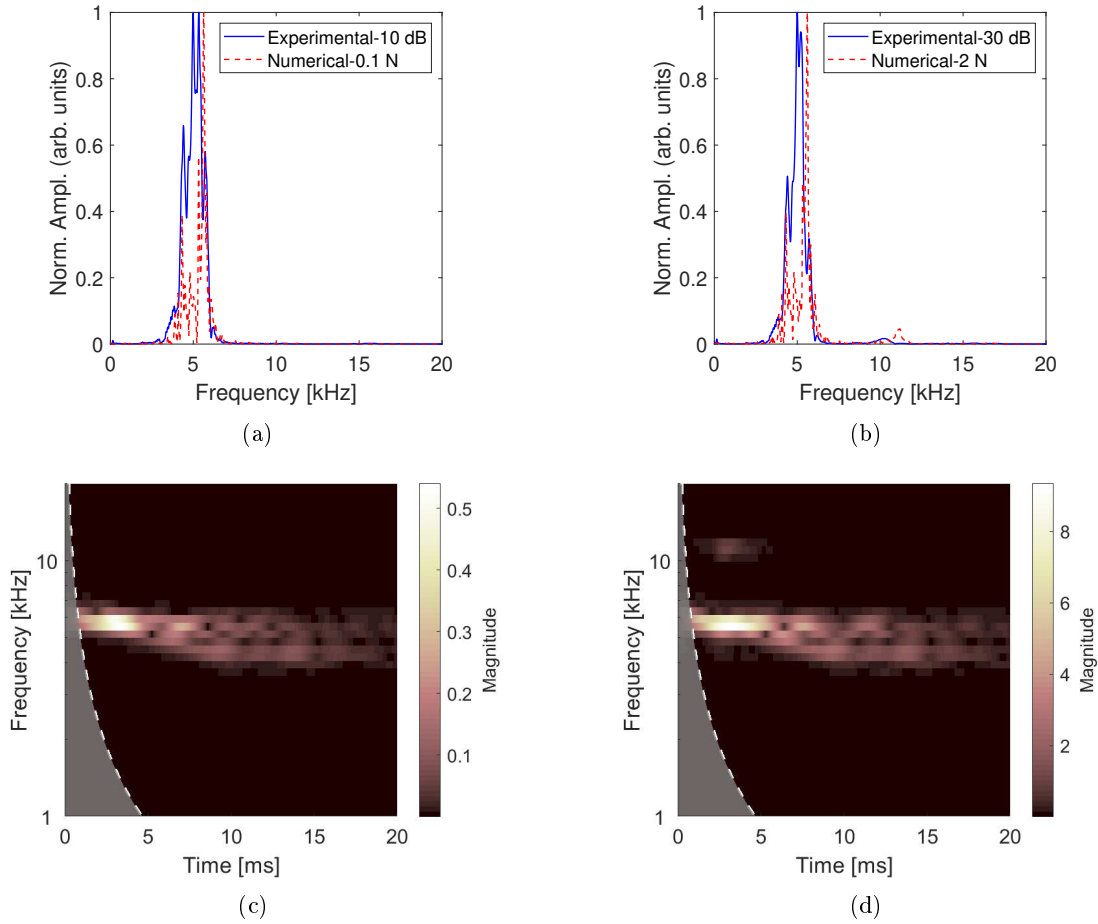 1
0.8
0.6
0.4
0.2
0
Norm. Ampl. (arb. units)
Experimental-10 dB
Numerical-0.1 N
0 5 10 15 20
Frequency [kHz]
(a)
1
0.8
0.6
0.4
0.2
0
Norm. Ampl. (arb. units)
Experimental-30 dB
Numerical-2 N
0 5 10 15 20
Frequency [kHz]
(b)
10
1
Frequency [kHz]
0 5 10 15 20
Time [ms]
0.5
0.4
0.3
0.2
0.1
Magnitude
(c)
10
1
Frequency [kHz]
0 5 10 15 20
Time [ms]
8
6
4
2
Magnitude
(d)